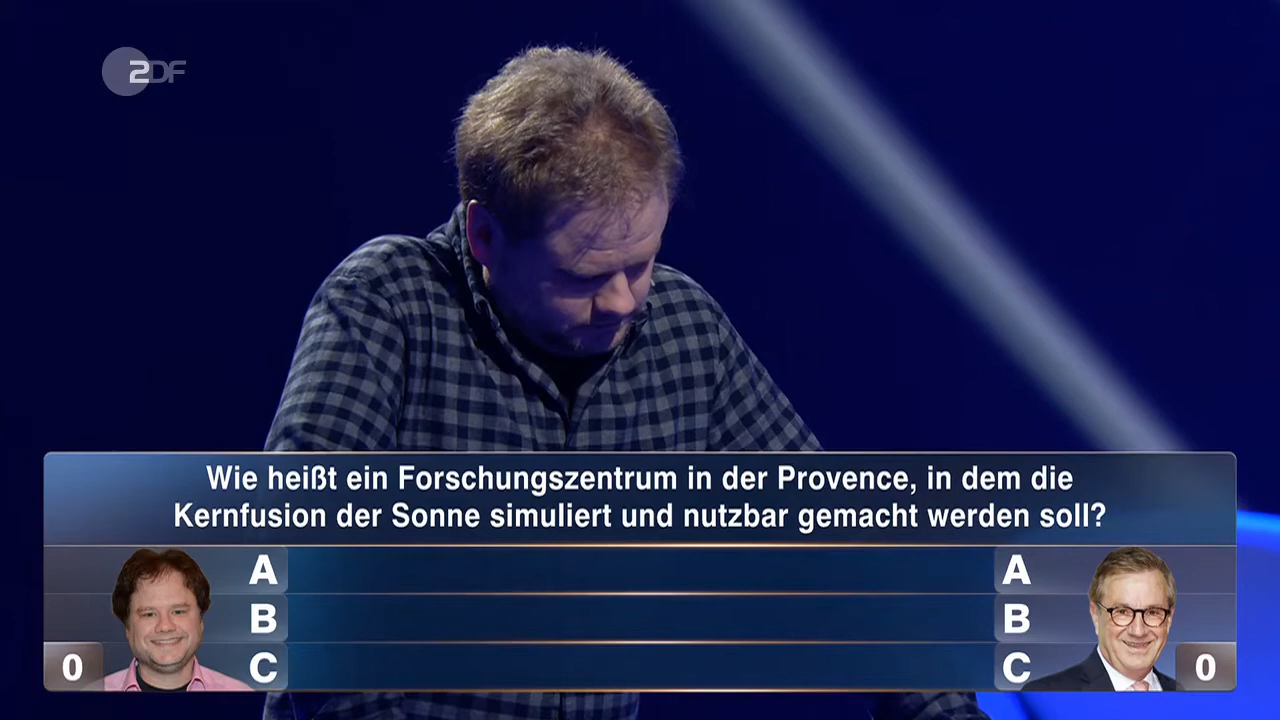 ZDF
Wie heißt ein Forschungszentrum in der Provence, in dem die
Kernfusion der Sonne simuliert und nutzbar gemacht werden soll?
A A
B B
0 C C 0